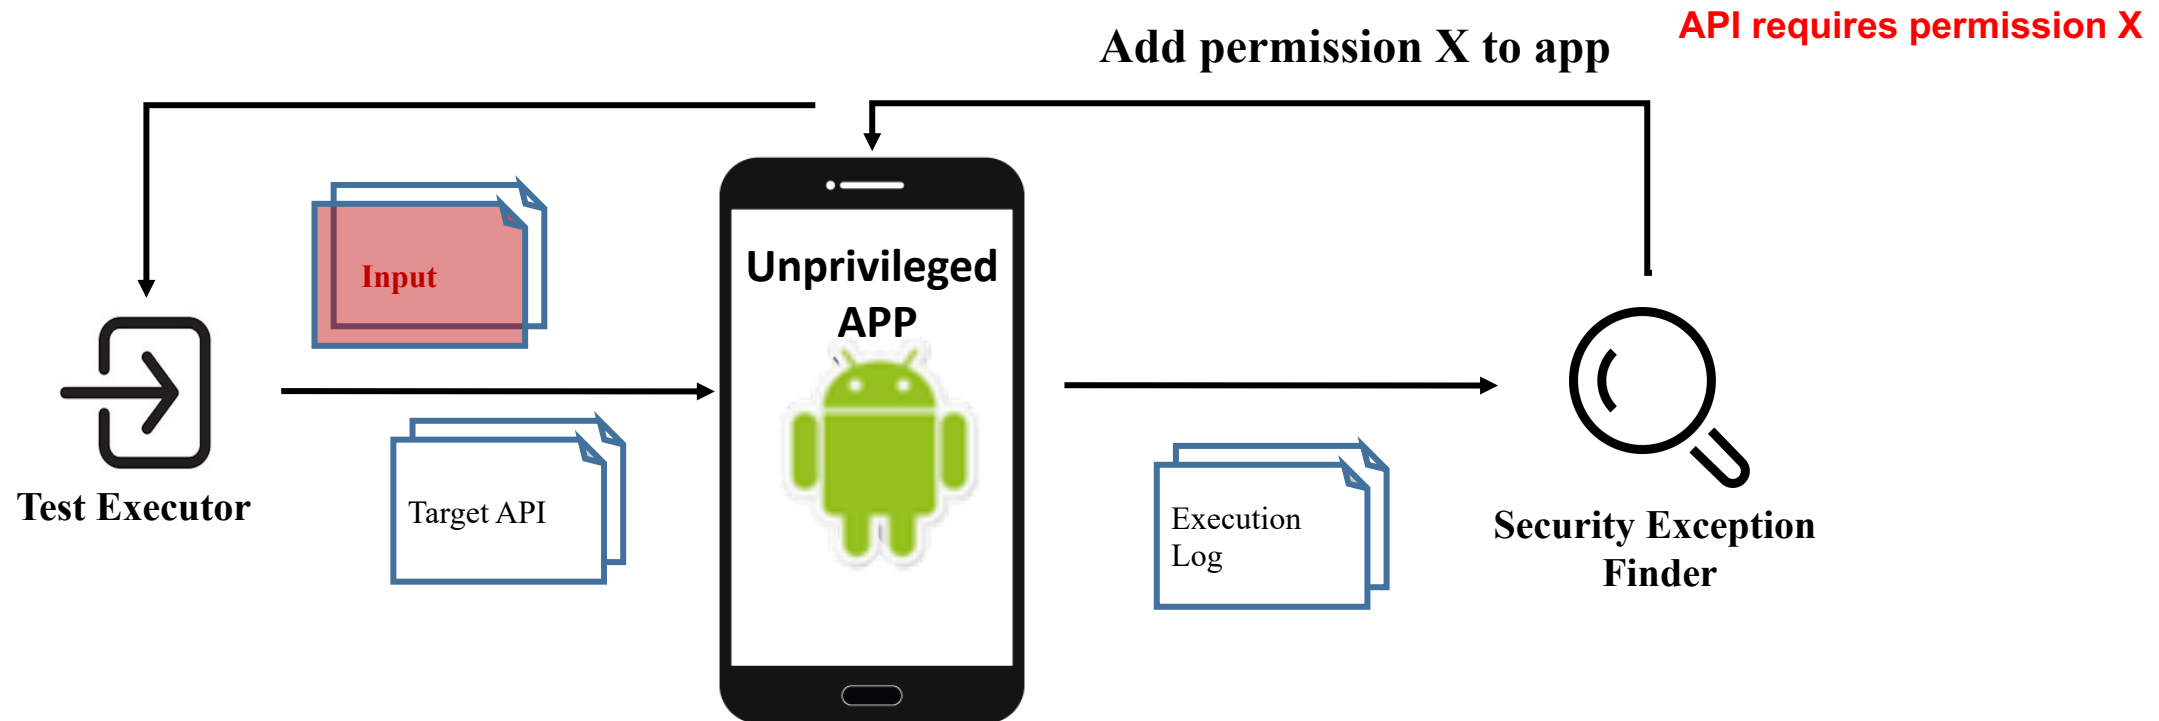 API requires permission X
Add permission X to app
Input
Unprivileged
APP
Test Executor
Target API
Execution
Log
Security Exception
Finder